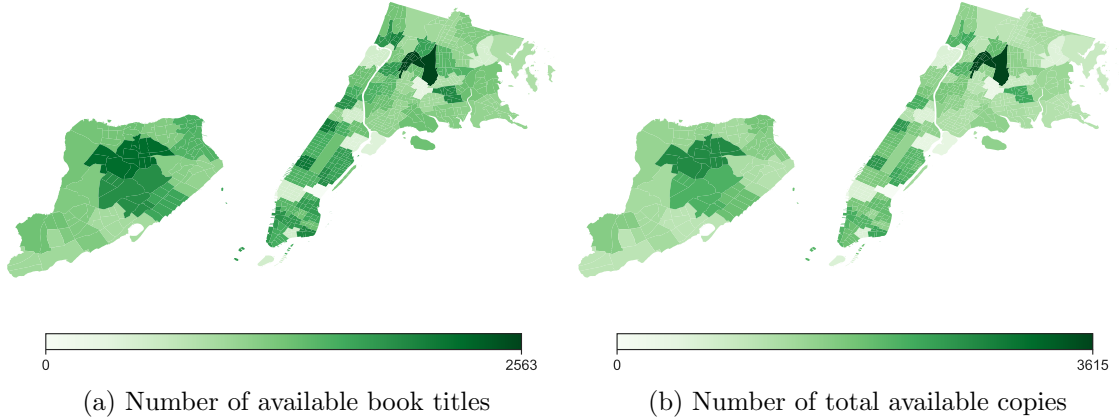 0 2563
0 3615
(a) Number of available book titles
(b) Number of total available copies